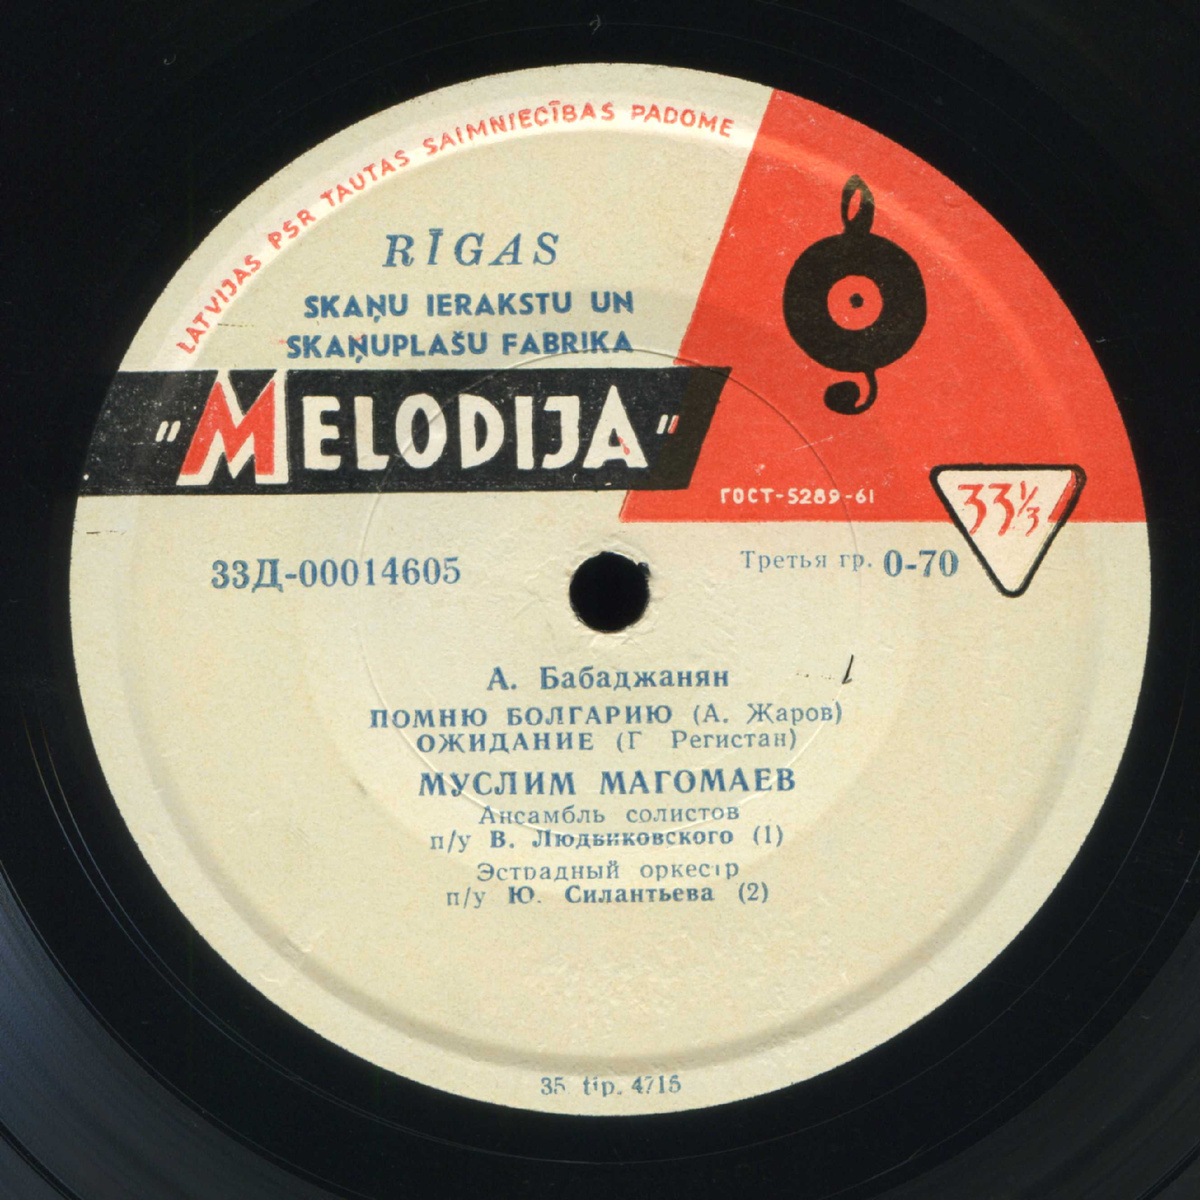 LATVIJAS PSR TAUTAS SAIMNIECĪBAS PADOME
RĪGAS
SKAŅU IERAKSTU UN
SKAŅUPLAŠU FABRIKA
"MELODIJA"
ГОСТ-5289-61
33⅓
33Д-00014605
Третья гр. 0-70
А. Бабаджанян
ПОМНЮ БОЛГАРИЮ (А. Жаров)
ОЖИДАНИЕ (Г Регистан)
МУСЛИМ МАГОМАЕВ
Ансамбль солистов
п/у В. Людвиковского (1)
Эстрадный оркестр
п/у Ю. Силантьева (2)
35 tip. 4715